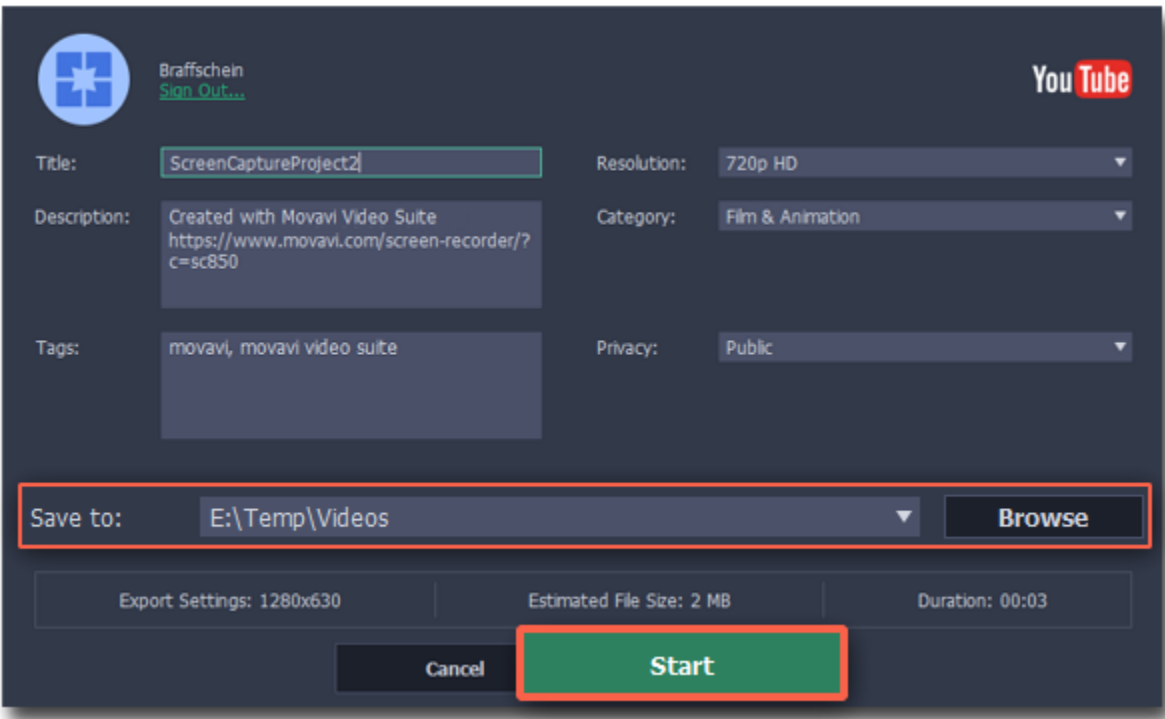 Braffschein
Sign Out...
YouTube
Title:
ScreenCaptureProject2
Resolution:
720p HD
Description:
Created with Movavi Video Suite
https://www.movavi.com/screen-recorder/?
c=sc850
Category:
Film & Animation
Tags:
movavi, movavi video suite
Privacy:
Public
Save to:
E:\Temp\Videos
Browse
Export Settings: 1280x630
Estimated File Size: 2 MB
Duration: 00:03
Cancel
Start